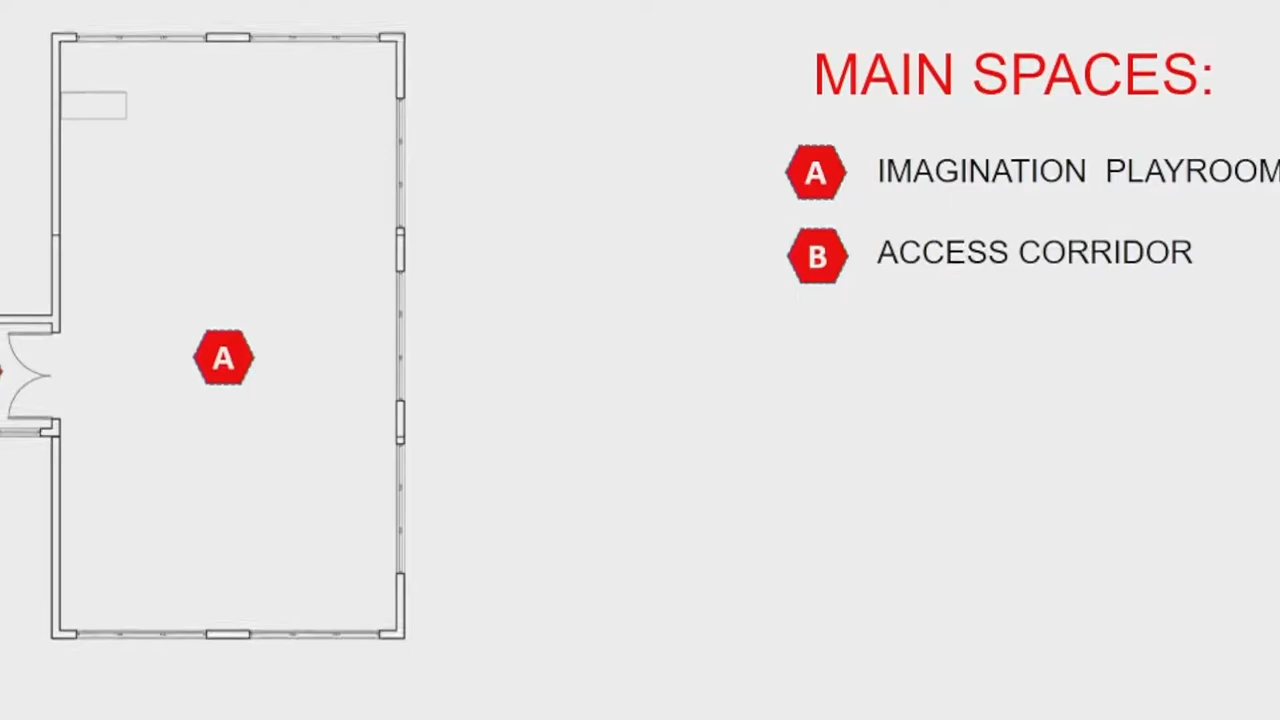 MAIN SPACES:
A IMAGINATION PLAYROOM
B ACCESS CORRIDOR
A